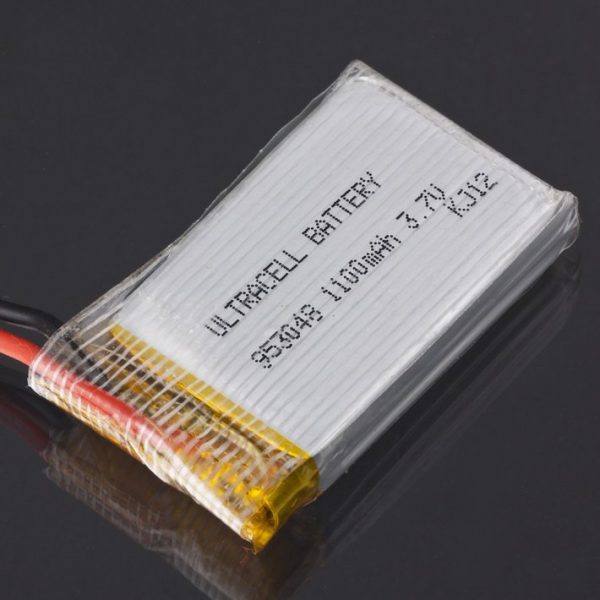 ULTRACELL BATTERY
953048 1100mAh 3.7V
KJ12